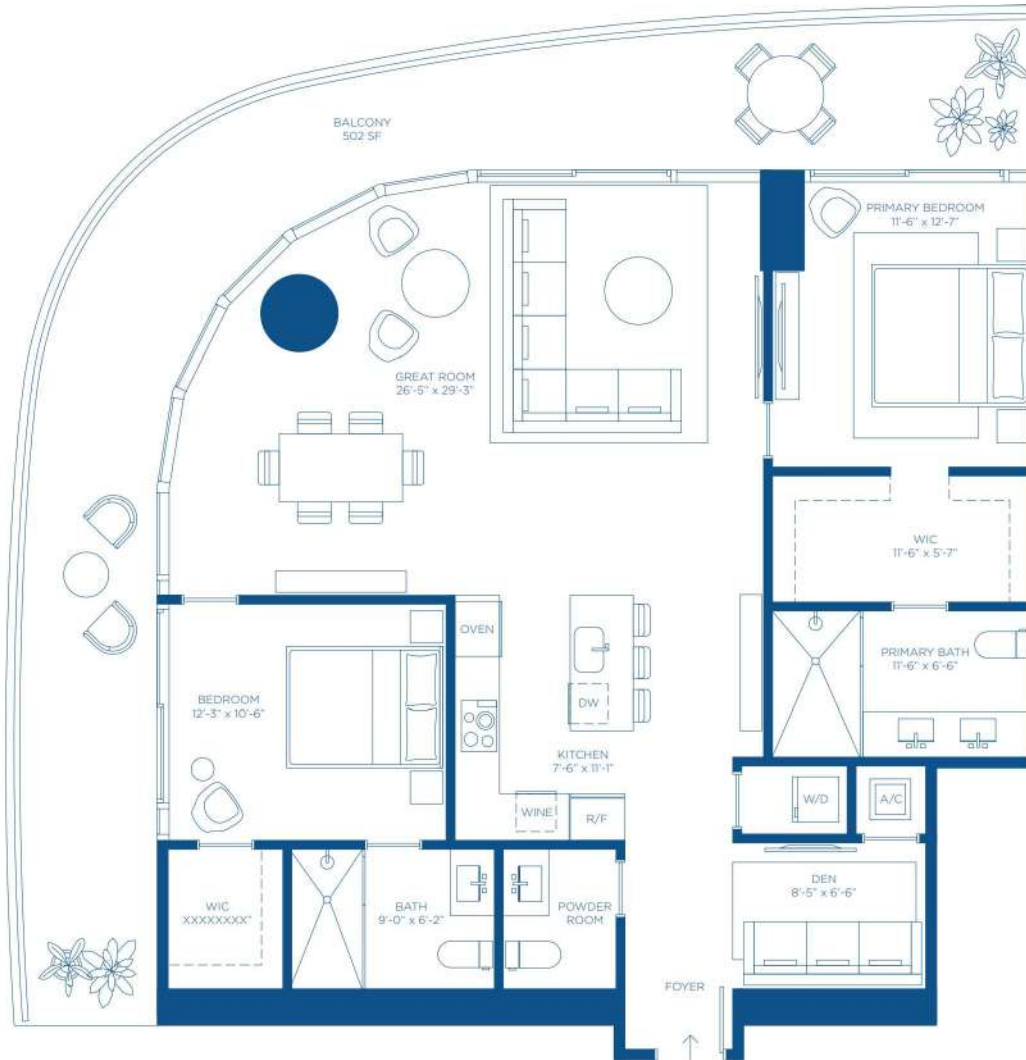 BALCONY
502 SF
PRIMARY BEDROOM
11'-6" x 12'-7"
GREAT ROOM
26'-5" x 29'-3"
WIC
11'-6" x 5'-7"
OVEN
PRIMARY BATH
11'-6" x 6'-6"
BEDROOM
12'-3" x 10'-6"
DW
KITCHEN
7'-6" x 11'-1"
WINE
R/F
W/D
A/C
DEN
8'-5" x 6'-6"
WIC
XXXXXXXX"
BATH
9'-0" x 6'-2"
POWDER
ROOM
FOYER